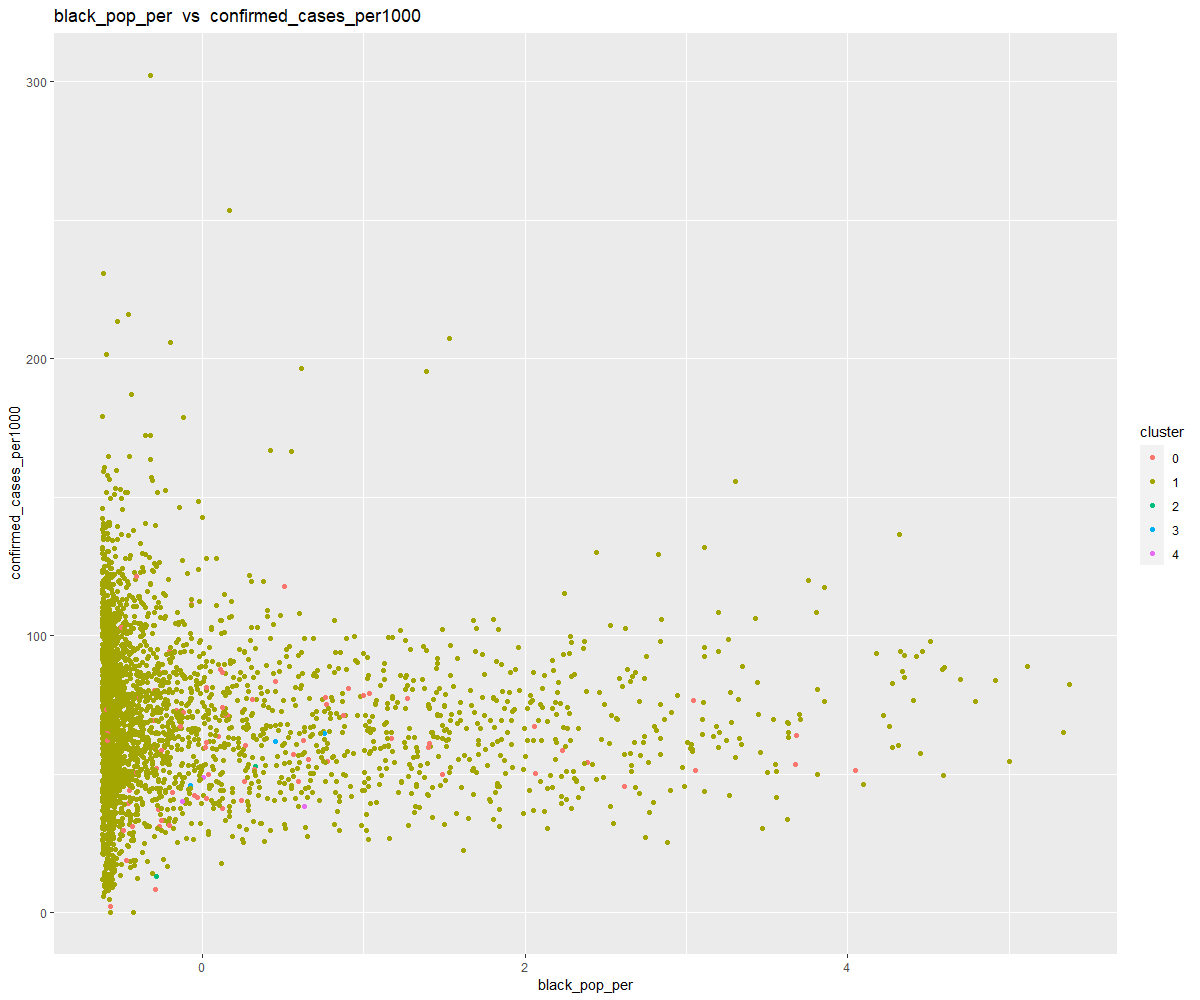 black_pop_per vs confirmed_cases_per1000
300
200
100
0
confirmed_cases_per1000
0 2 4
black_pop_per
cluster
0
1
2
3
4